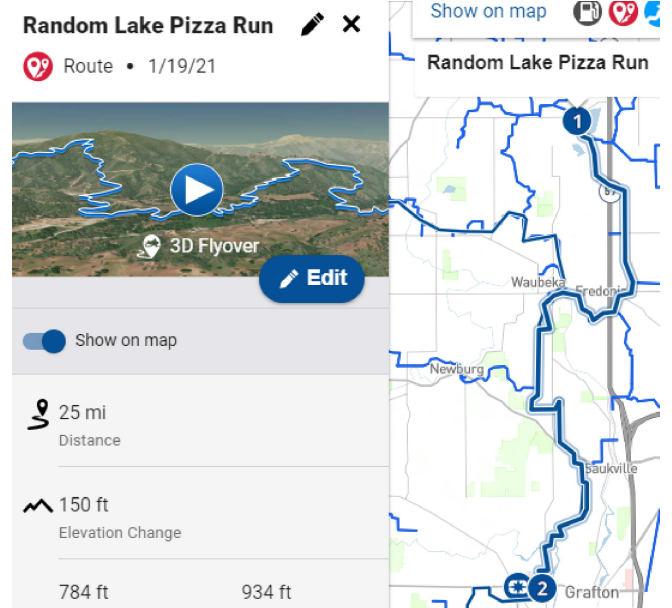 Random Lake Pizza Run
Route • 1/19/21
3D Flyover
Edit
Show on map
25 mi
Distance
150 ft
Elevation Change
784 ft 934 ft
Show on map
Random Lake Pizza Run
1
57
Waubeka
Fredonia
Newburg
Saukville
2
Grafton